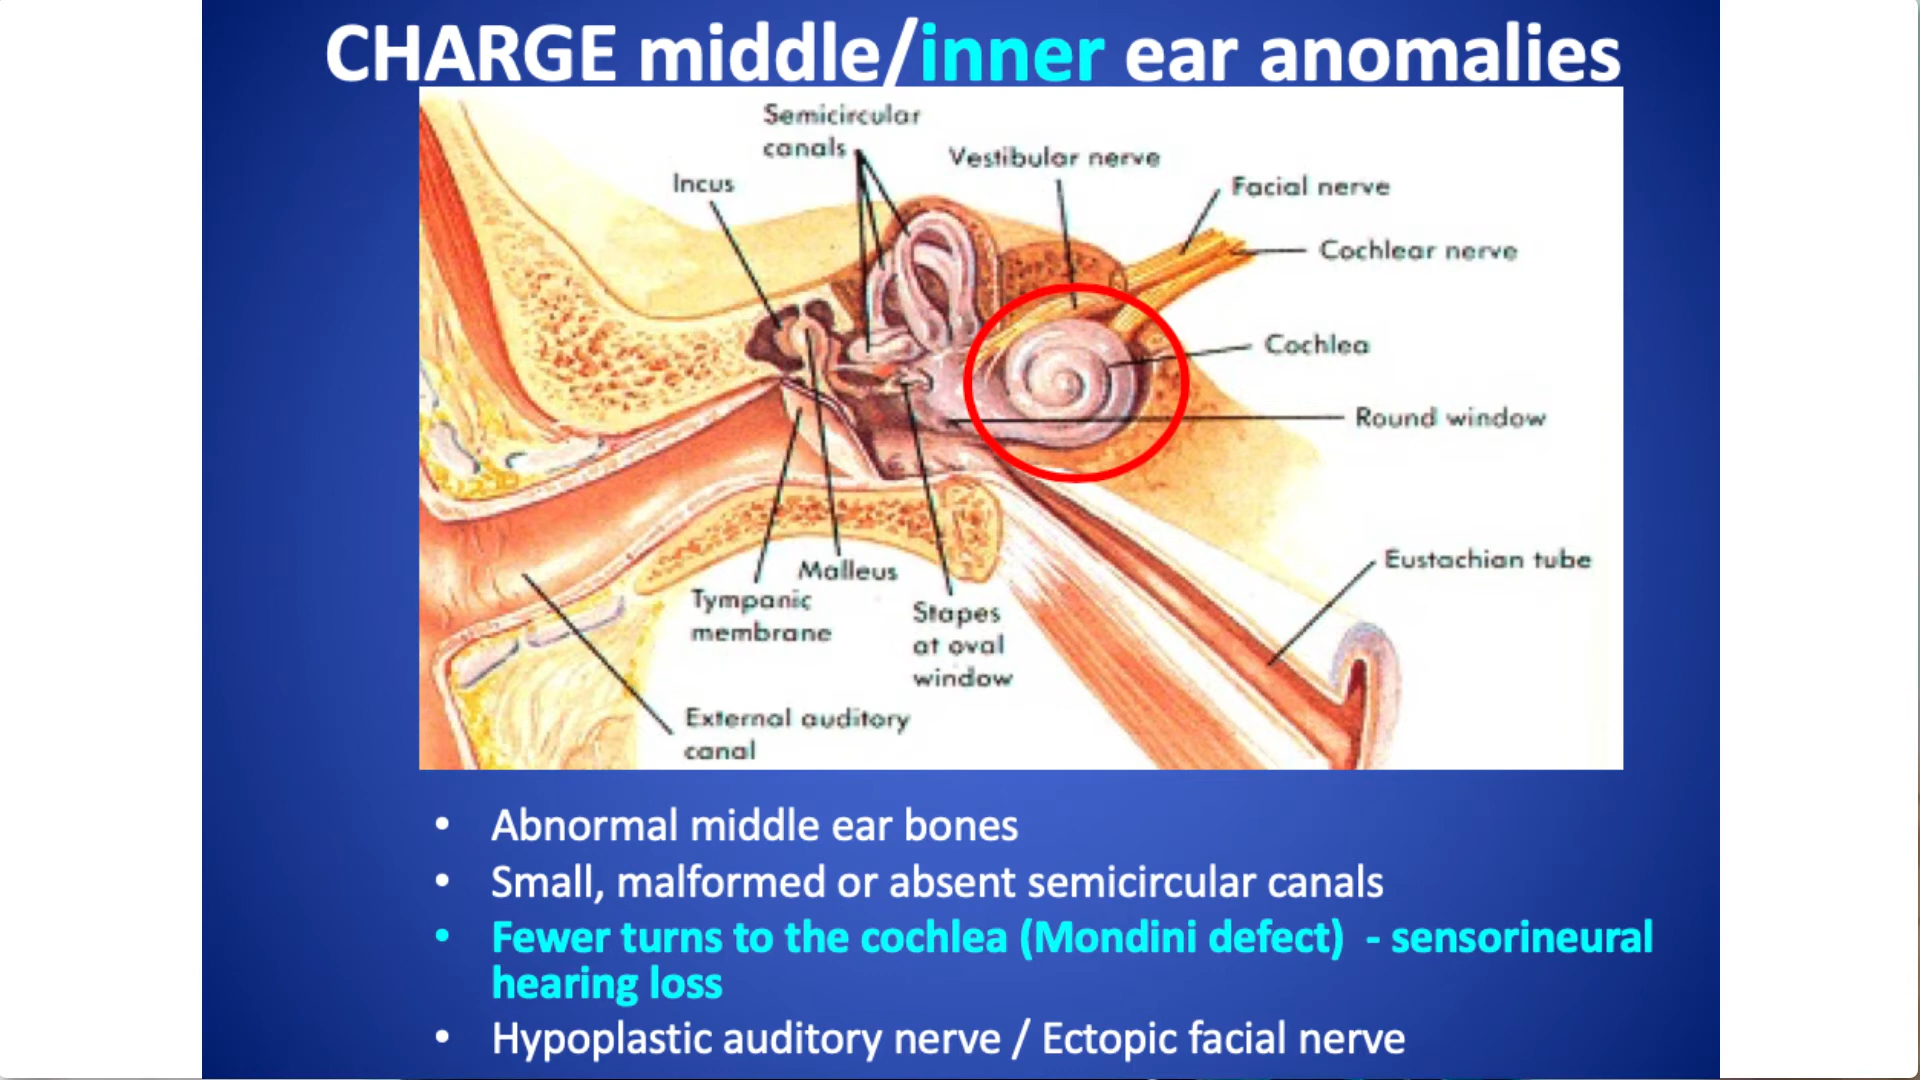 CHARGE middle/inner ear anomalies
Semicircular
canals
Vestibular nerve
Incus
Facial nerve
Cochlear nerve
Cochlea
Round window
Eustachian tube
Malleus
Tympanic
membrane
Stapes
at oval
window
External auditory
canal
• Abnormal middle ear bones
• Small, malformed or absent semicircular canals
• Fewer turns to the cochlea (Mondini defect) - sensorineural
hearing loss
• Hypoplastic auditory nerve / Ectopic facial nerve